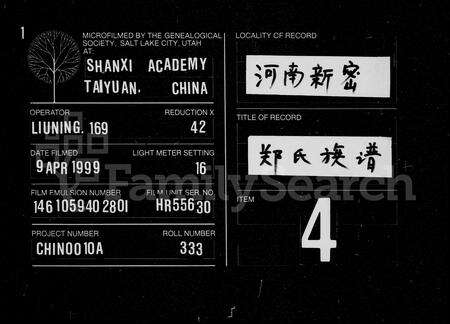 1
MICROFILMED BY THE GENEALOGICAL
SOCIETY, SALT LAKE CITY, UTAH
AT:
SHANXI ACADEMY
TAIYUAN. CHINA
OPERATOR REDUCTION X
LIUNING. 169 42
DATE FILMED LIGHT METER SETTING
9 APR 1999 16
FILM EMULSION NUMBER FILM UNIT SER. NO.
146 105940 2801 HR556 30
PROJECT NUMBER ROLL NUMBER
CHIN0010A 333
LOCALITY OF RECORD
河南新密
TITLE OF RECORD
郑氏族谱
ITEM
4
FamilySearch